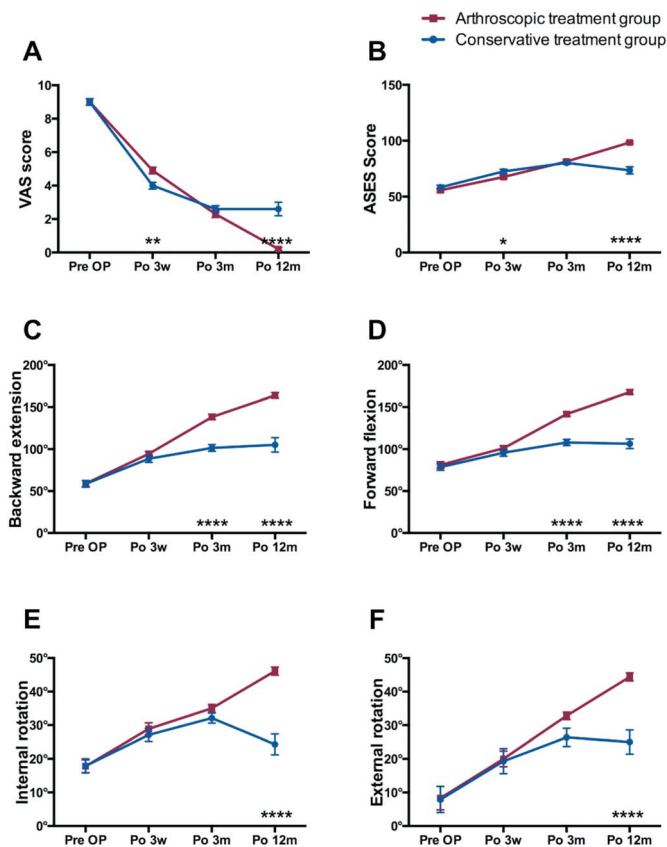 Arthroscopic treatment group
Conservative treatment group
A
VAS score
10
8
6
4
2
0
** ****
Pre OP Po 3w Po 3m Po 12m
B
ASES Score
150
100
50
0
* ****
Pre OP Po 3w Po 3m Po 12m
C
Backward extension
200°
150°
100°
50°
0°
**** ****
Pre OP Po 3w Po 3m Po 12m
D
Forward flexion
200°
150°
100°
50°
0°
**** ****
Pre OP Po 3w Po 3m Po 12m
E
Internal rotation
50°
40°
30°
20°
10°
0°
****
Pre OP Po 3w Po 3m Po 12m
F
External rotation
50°
40°
30°
20°
10°
0°
****
Pre OP Po 3w Po 3m Po 12m